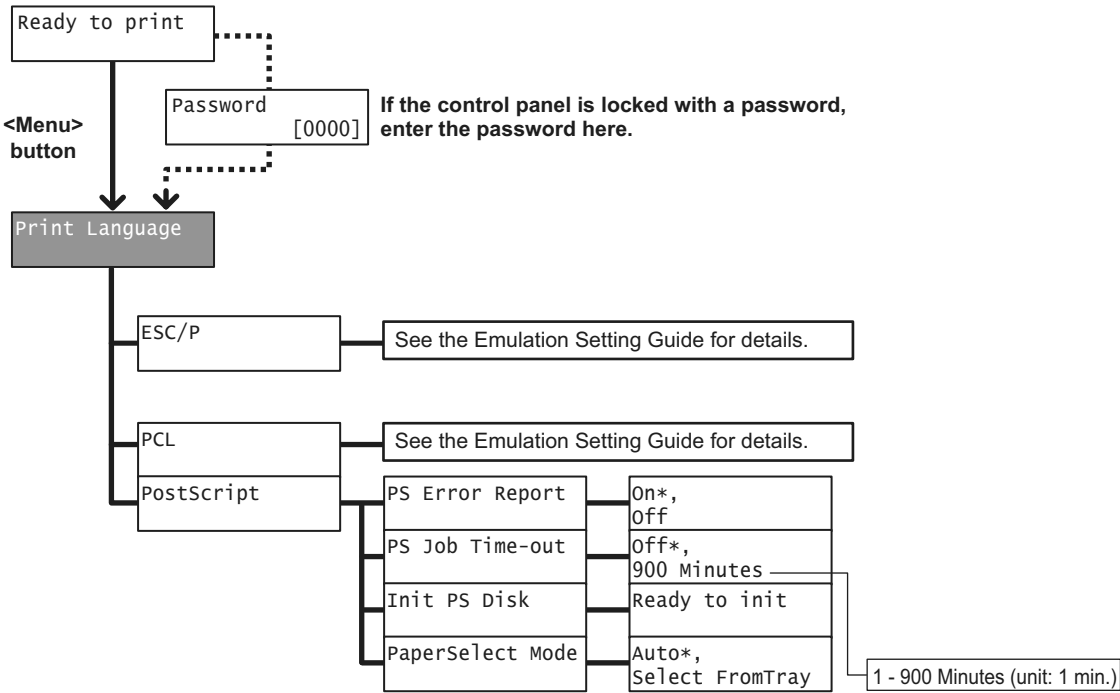 Ready to print
Password
[0000]
If the control panel is locked with a password,
enter the password here.
<Menu>
button
Print Language
ESC/P
See the Emulation Setting Guide for details.
PCL
See the Emulation Setting Guide for details.
PostScript
PS Error Report
On*,
Off
PS Job Time-out
Off*,
900 Minutes
Init PS Disk
Ready to init
PaperSelect Mode
Auto*,
Select FromTray
1 - 900 Minutes (unit: 1 min.)